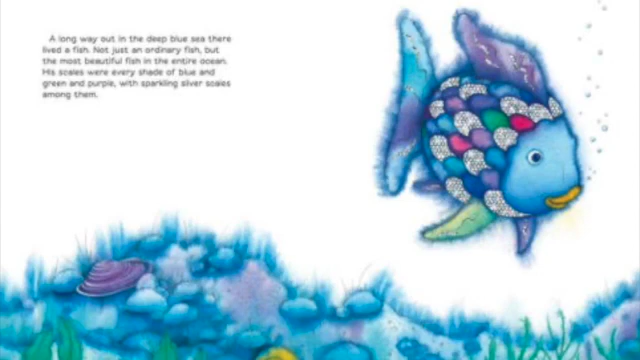 A long way out in the deep blue sea there
lived a fish. Not just an ordinary fish, but
the most beautiful fish in the entire ocean.
His scales were every shade of blue and
green and purple, with sparkling silver scales
among them.